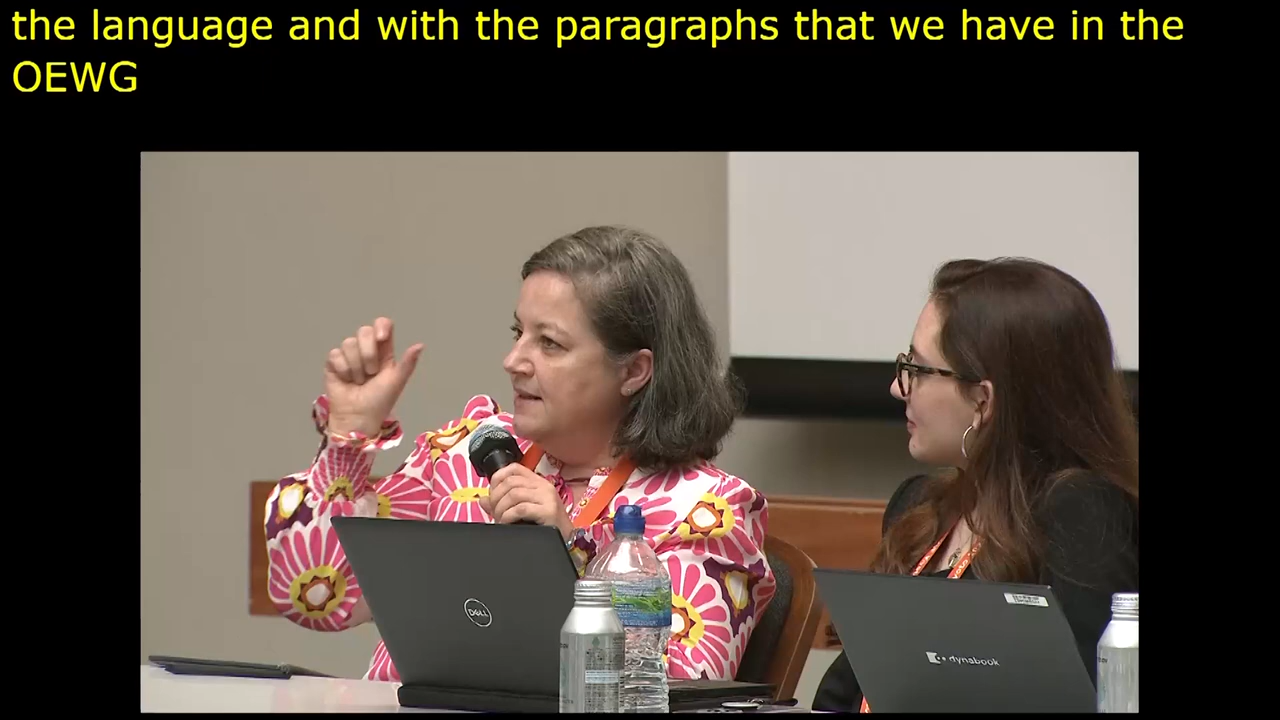 the language and with the paragraphs that we have in the
OEWG
DELL
dynabook